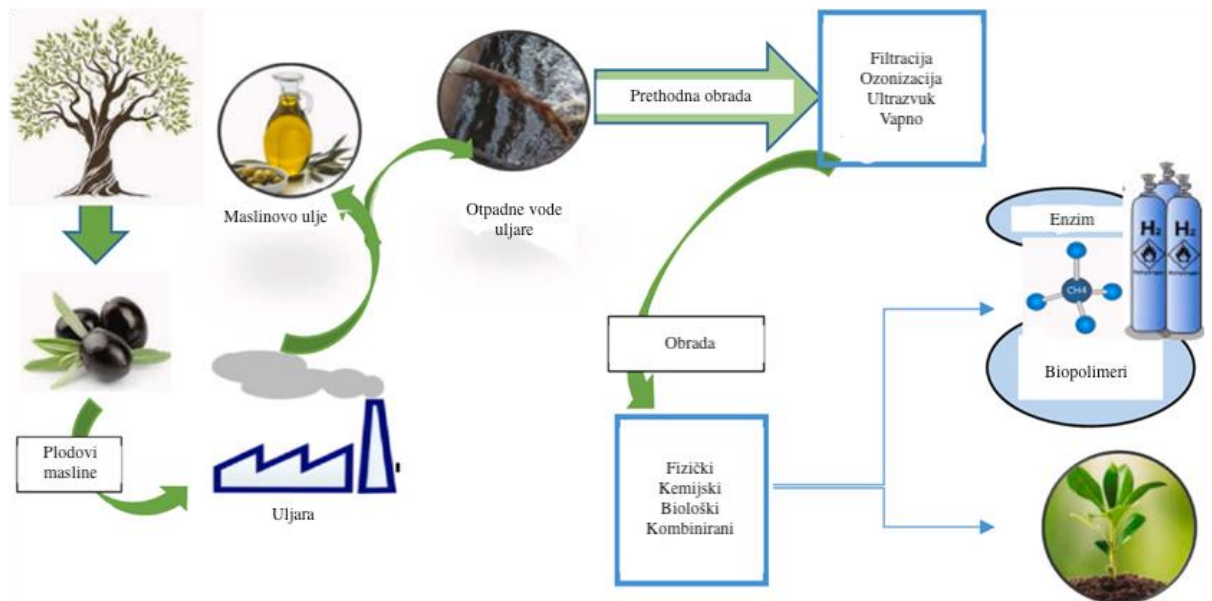 Maslinovo ulje
Otpadne vode
uljare
Prethodna obrada
Filtracija
Ozonizacija
Ultrazvuk
Vapno
Enzim
H₂
H₂
CH4
Biopolimeri
Obrada
Plodovi
masline
Uljara
Fizički
Kemijski
Biološki
Kombinirani